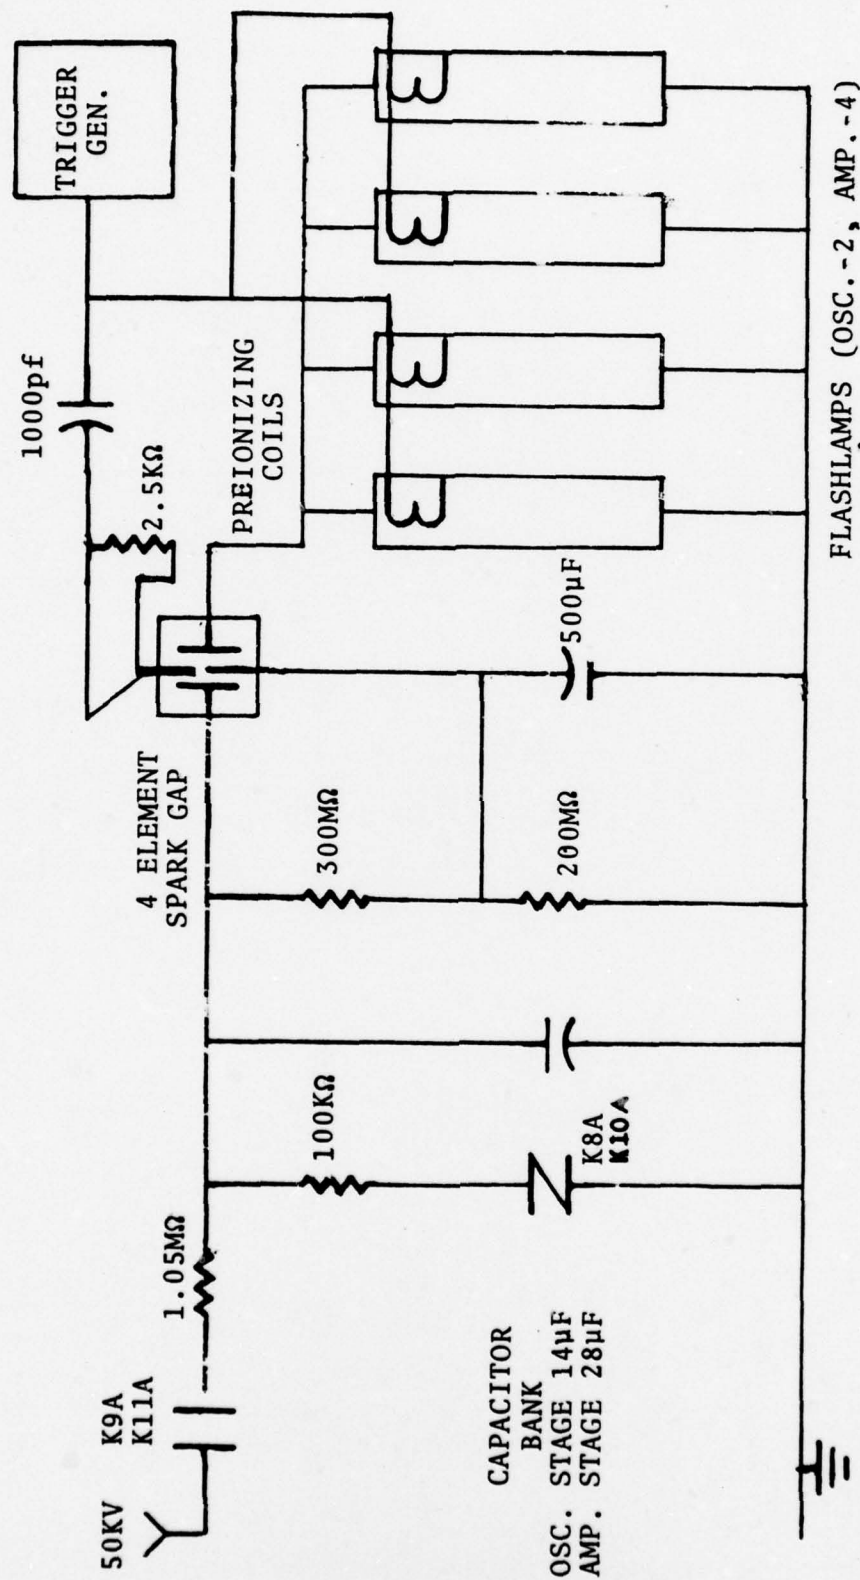 50KV
K9A
K11A
1.05MΩ
100KΩ
K8A
K10A
CAPACITOR
BANK
OSC. STAGE 14µF
AMP. STAGE 28µF
4 ELEMENT
SPARK GAP
300MΩ
200MΩ
500µF
1000pf
2.5KΩ
TRIGGER
GEN.
PREIONIZING
COILS
FLASHLAMPS (OSC.-2, AMP.-4)